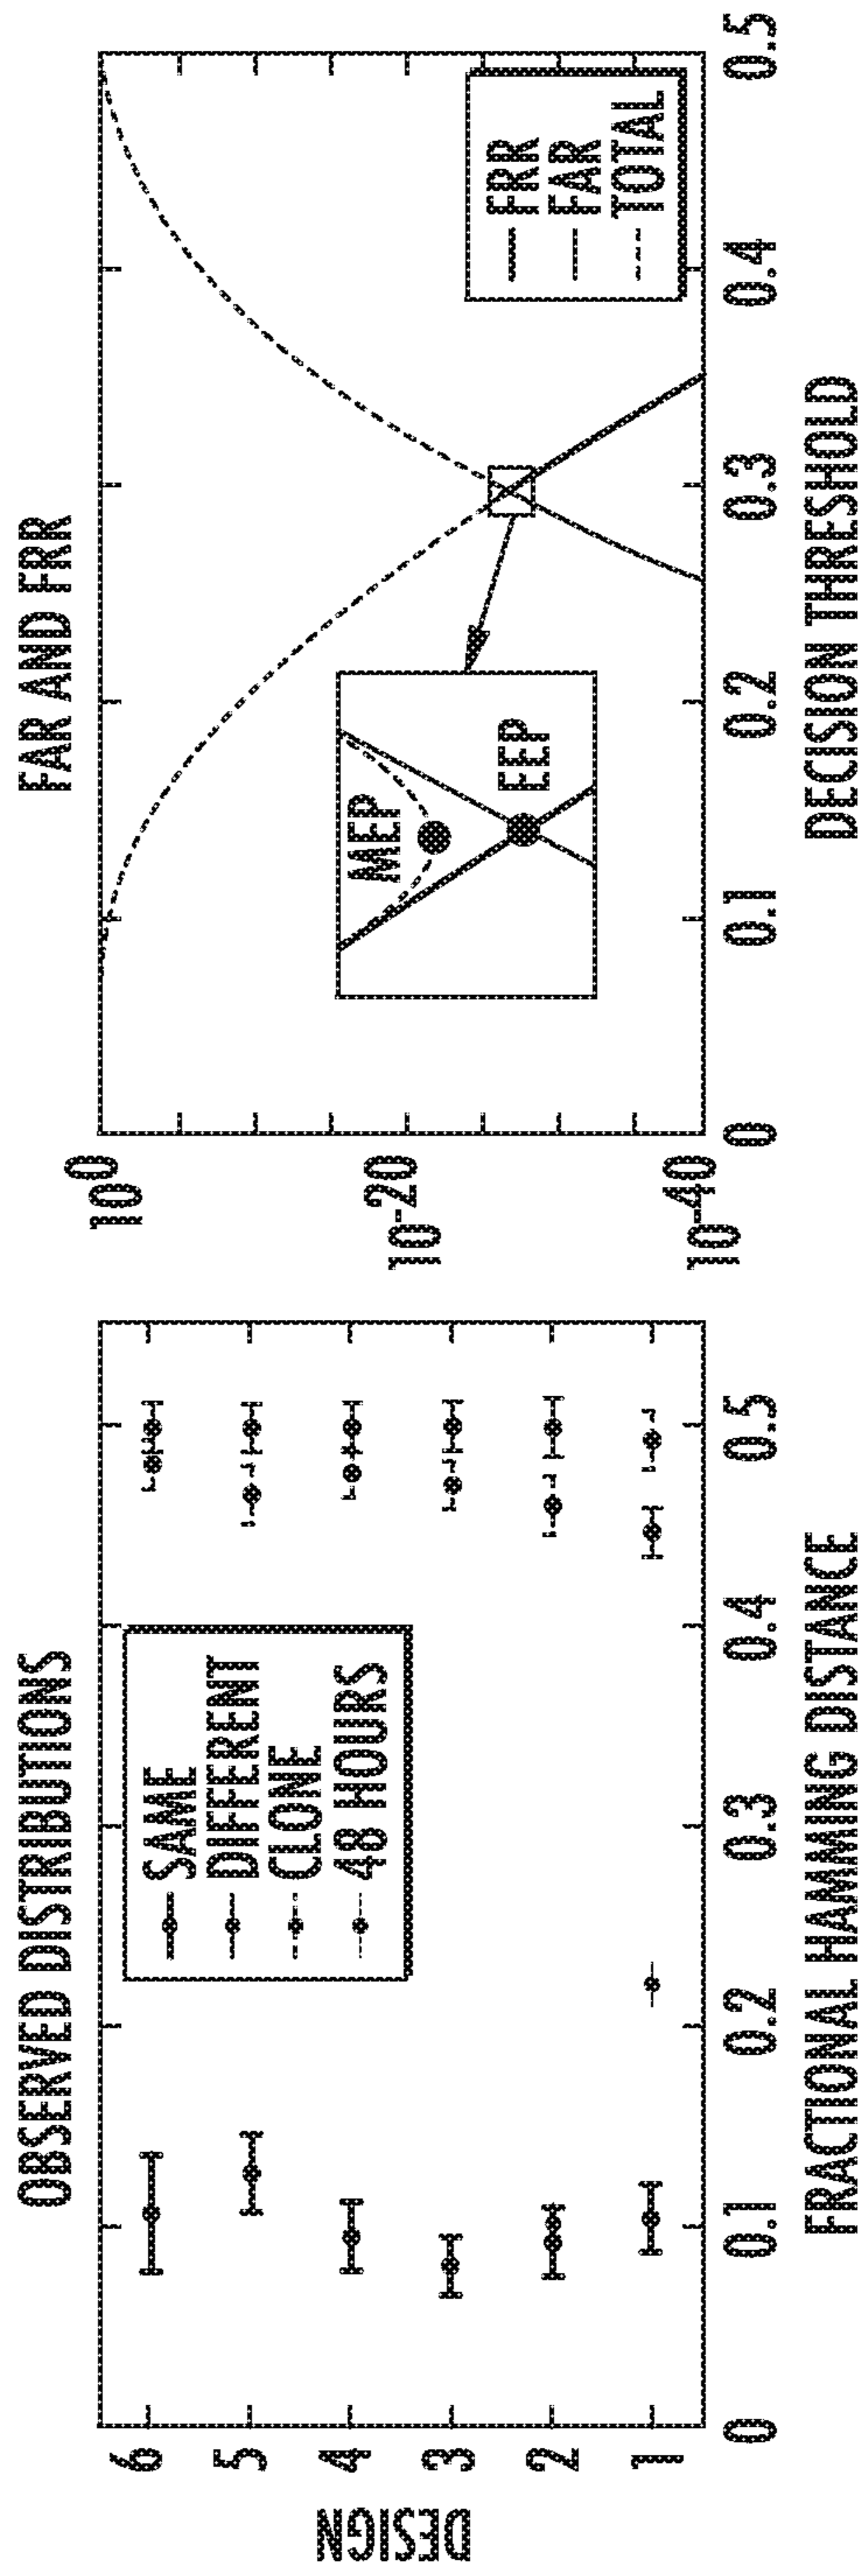 OBSERVED DISTRIBUTIONS
DESIGN
6
5
4
3
2
1
SAME
DIFFERENT
CLONE
48 HOURS
0
0.1
0.2
0.3
0.4
0.5
FRACTIONAL HAMMING DISTANCE
FAR AND FRR
10^0
10^-20
10^-40
MEP
EEP
FRR
FAR
TOTAL
0
0.1
0.2
0.3
0.4
0.5
DECISION THRESHOLD